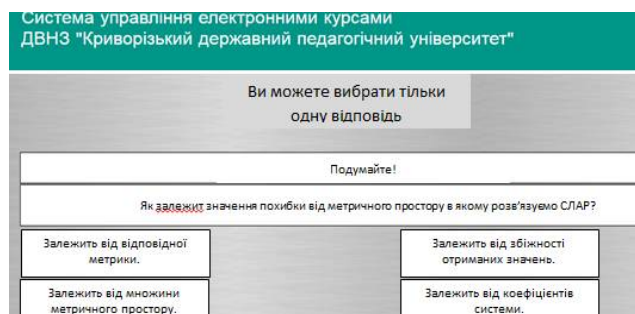 Система управління електронними курсами
ДВНЗ "Криворізький державний педагогічний університет"
Ви можете вибрати тільки
одну відповідь
Подумайте!
Як залежит значення похибки від метричного простору в якому розв'язуємо СЛАР?
Залежить від відповідної
метрики.
Залежить від збіжності
отриманих значень.
Залежить від множини
метричного простору.
Залежить від коефіцієнтів
системи.